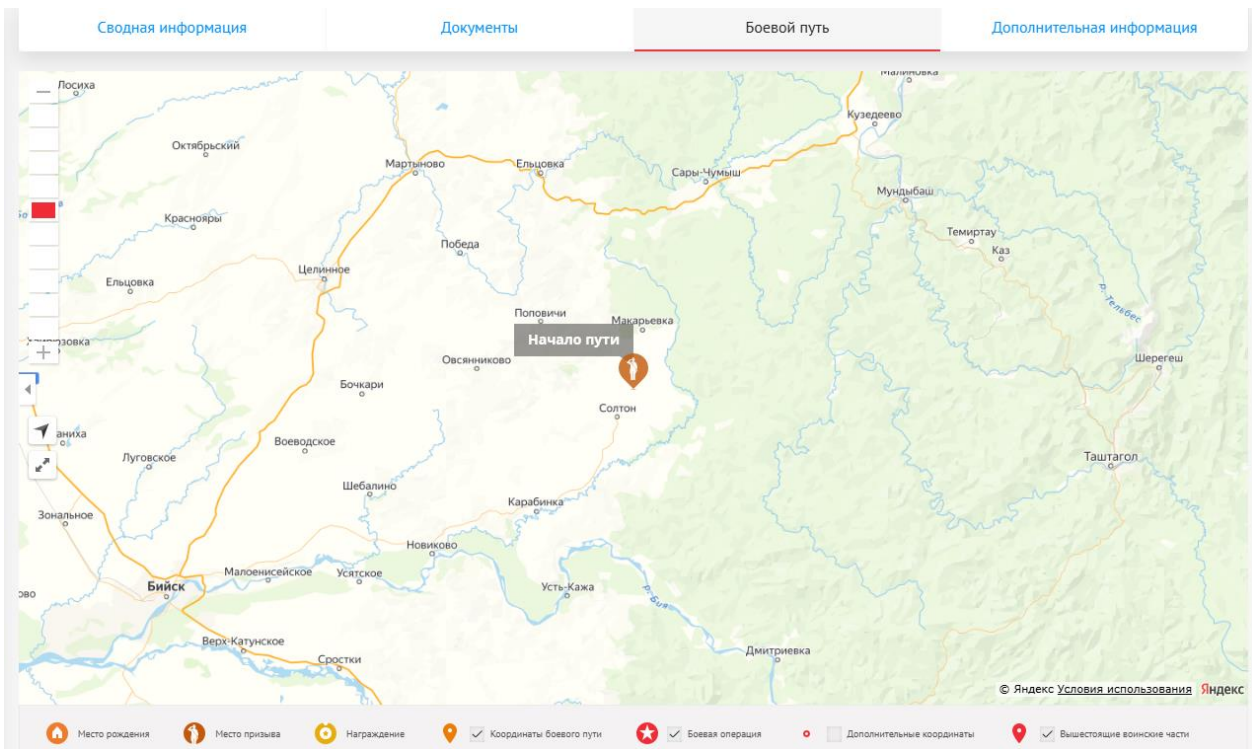 Сводная информация
Документы
Боевой путь
Дополнительная информация
Лосиха
Малиновка
Кузедеево
Октябрьский
Мартыново
Ельцовка
Сары-Чумыш
Мундыбаш
Краснояры
Темиртау
Победа
Каз
Целинное
Ельцовка
р. Тельбес
Поповичи
Макарьевка
Начало пути
Овсянниково
Шерегеш
Бочкари
Солтон
Воеводское
Луговское
Таштагол
Шебалино
Карабинка
Зональное
Новиково
Малоенисейское
Усятское
Бийск
Усть-Кажа
р. Бия
Верх-Катунское
Сростки
Дмитриевка
© Яндекс Условия использования Яндекс
Место рождения
Место призыва
Награждение
Координаты боевого пути
Боевая операция
Дополнительные координаты
Вышестоящие воинские части